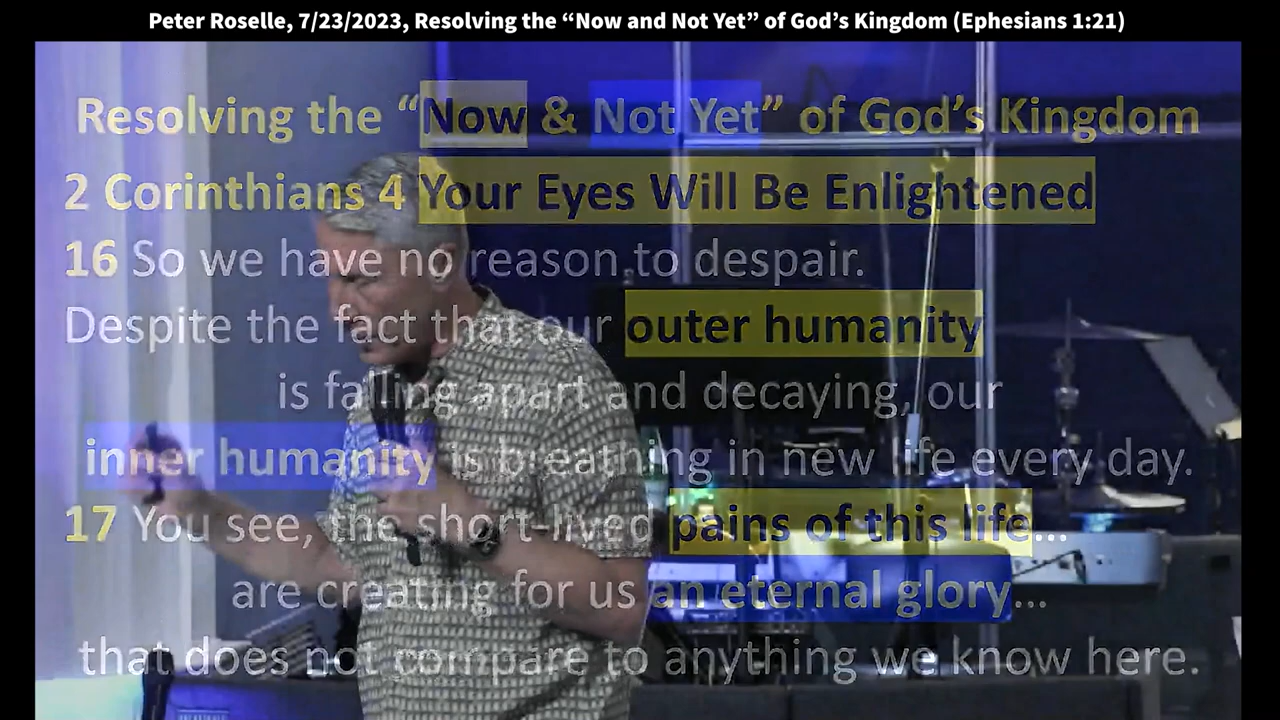 Peter Roselle, 7/23/2023, Resolving the “Now and Not Yet” of God’s Kingdom (Ephesians 1:21)
Resolving the “Now & Not Yet” of God’s Kingdom
2 Corinthians 4 Your Eyes Will Be Enlightened
16 So we have no reason to despair.
Despite the fact that our outer humanity
is falling apart and decaying, our
inner humanity is breathing in new life every day.
17 You see, the short-lived pains of this life…
are creating for us an eternal glory…
that does not compare to anything we know here.